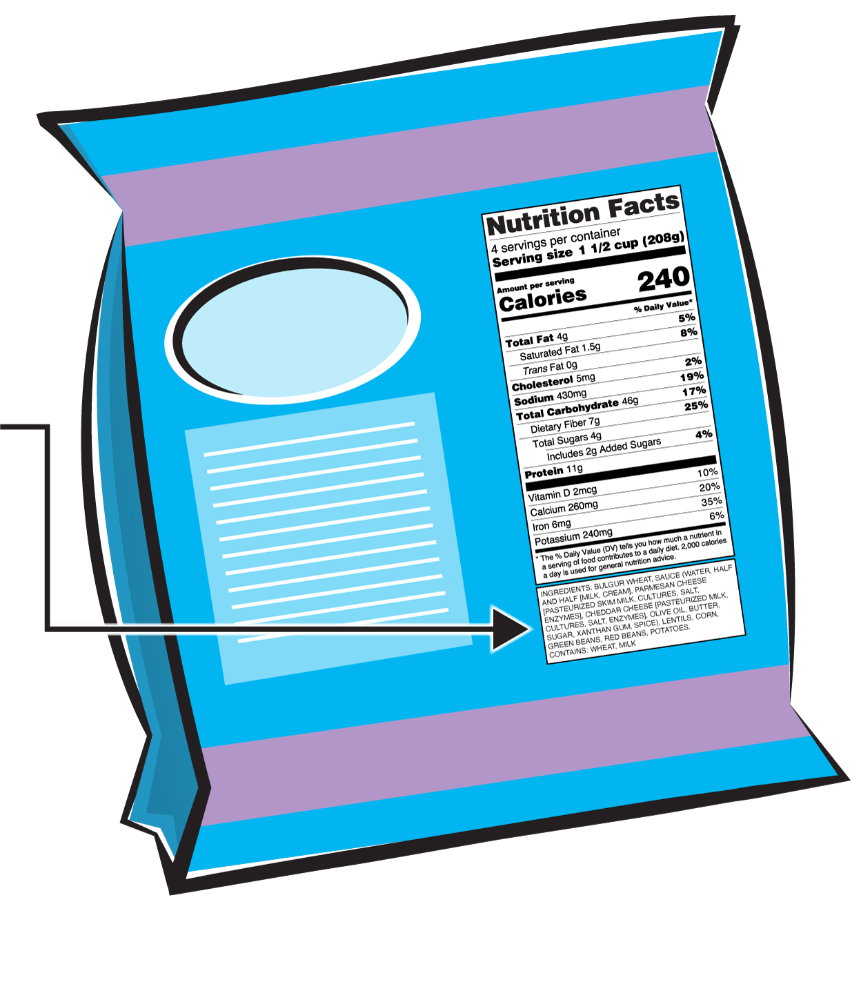 Nutrition Facts
4 servings per container
Serving size 1 1/2 cup (208g)
Amount per serving
Calories 240
% Daily Value*
Total Fat 4g 5%
Saturated Fat 1.5g 8%
Trans Fat 0g
Cholesterol 5mg 2%
Sodium 430mg 19%
Total Carbohydrate 46g 17%
Dietary Fiber 7g 25%
Total Sugars 4g
Includes 2g Added Sugars 4%
Protein 11g
Vitamin D 2mcg 10%
Calcium 260mg 20%
Iron 6mg 35%
Potassium 240mg 6%
* The % Daily Value (DV) tells you how much a nutrient in
a serving of food contributes to a daily diet. 2,000 calories
a day is used for general nutrition advice.
INGREDIENTS: BULGUR WHEAT, SAUCE (WATER, HALF
AND HALF [MILK, CREAM], PARMESAN CHEESE
[PASTEURIZED SKIM MILK, CULTURES, SALT,
ENZYMES], CHEDDAR CHEESE [PASTEURIZED MILK,
CULTURES, SALT, ENZYMES], OLIVE OIL, BUTTER,
SUGAR, XANTHAN GUM, SPICE), LENTILS, CORN,
GREEN BEANS, RED BEANS, POTATOES.
CONTAINS: WHEAT, MILK